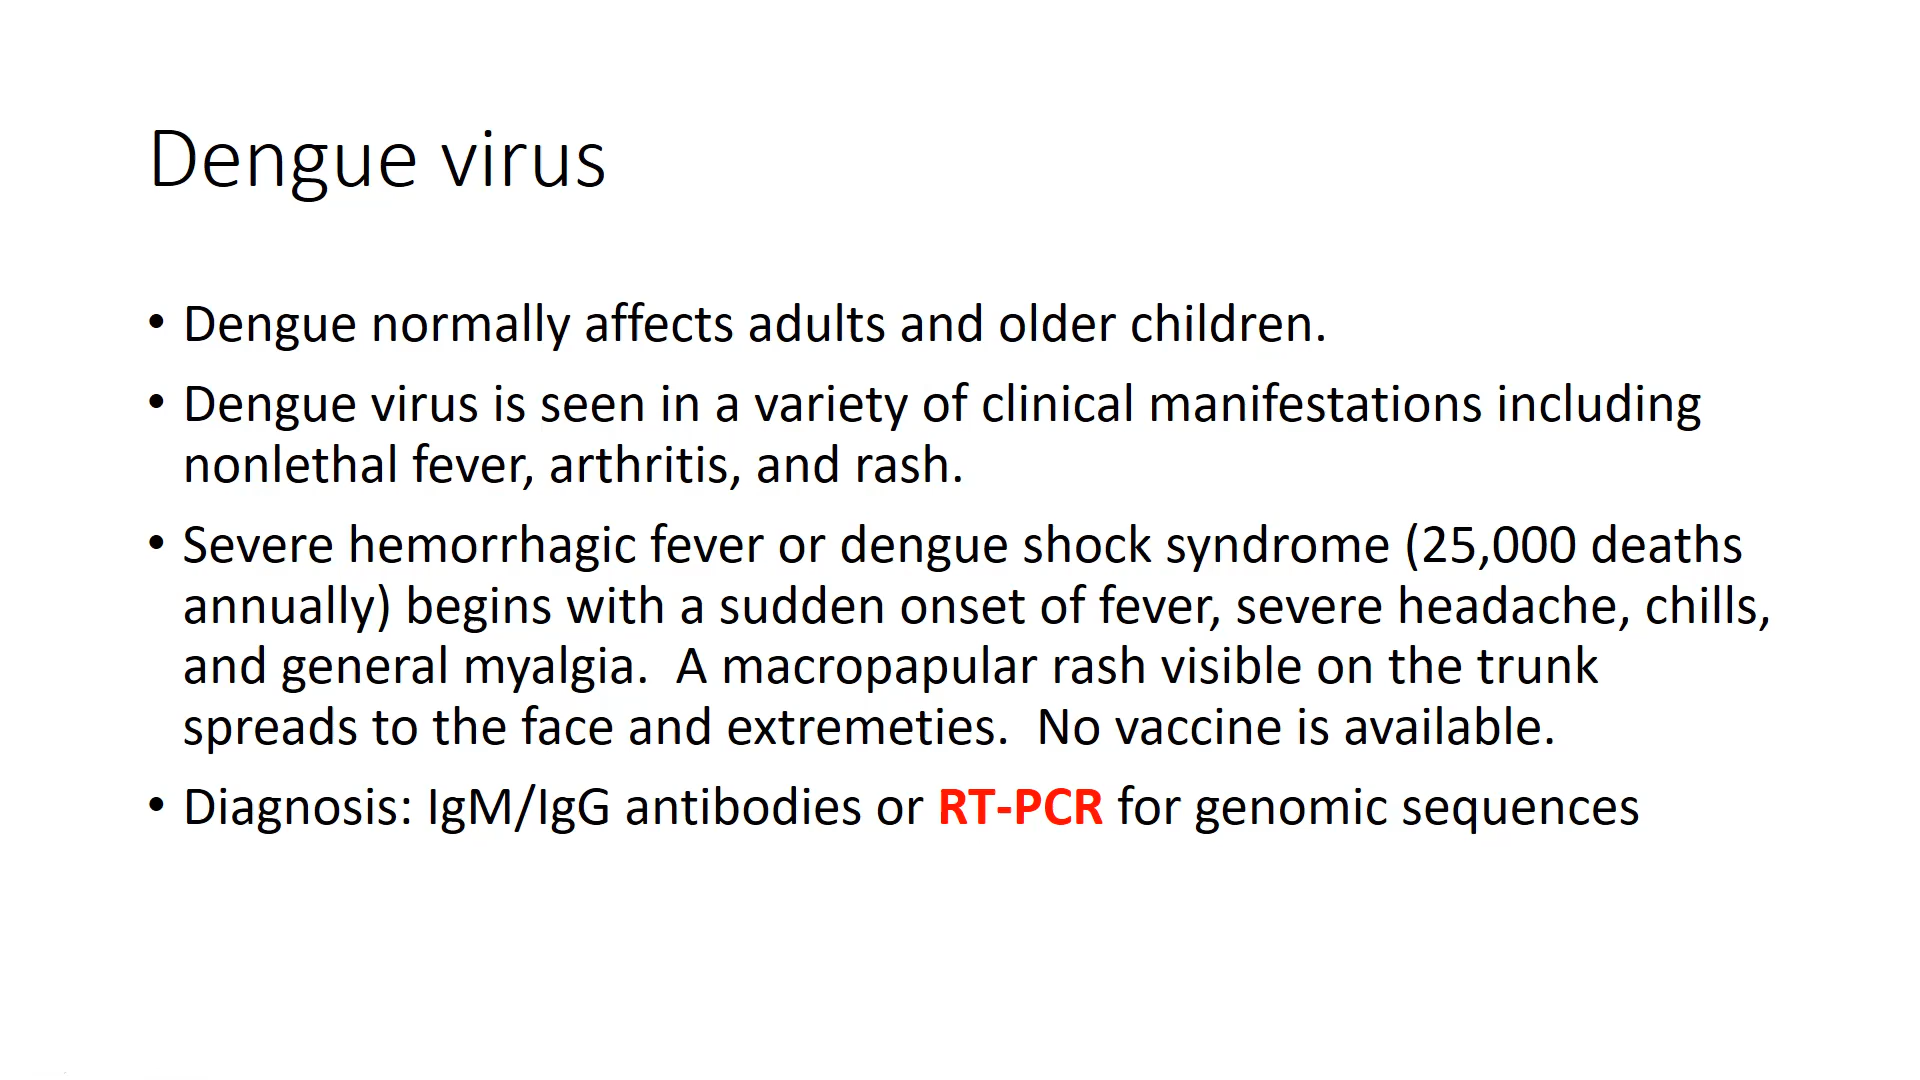 Dengue virus
• Dengue normally affects adults and older children.
• Dengue virus is seen in a variety of clinical manifestations including
nonlethal fever, arthritis, and rash.
• Severe hemorrhagic fever or dengue shock syndrome (25,000 deaths
annually) begins with a sudden onset of fever, severe headache, chills,
and general myalgia.  A macropapular rash visible on the trunk
spreads to the face and extremeties.  No vaccine is available.
• Diagnosis: IgM/IgG antibodies or RT-PCR for genomic sequences